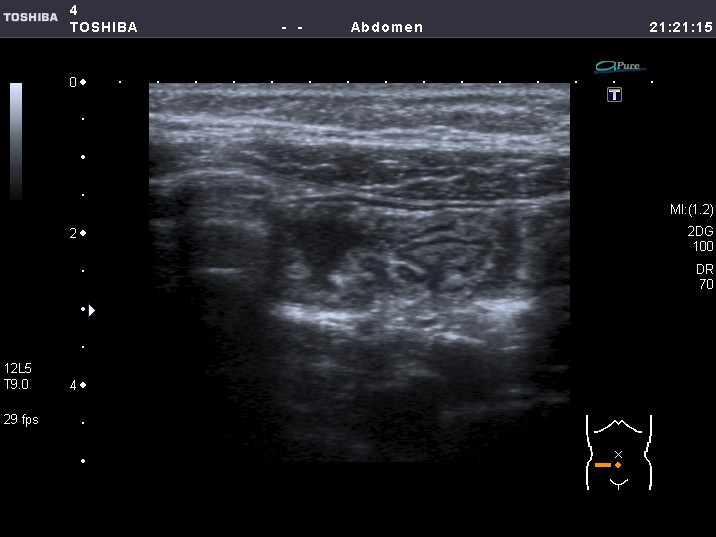 TOSHIBA
4
TOSHIBA - - Abdomen 21:21:15
aPure
T
0
2
4
MI:(1.2)
2DG
100
DR
70
12L5
T9.0
29 fps